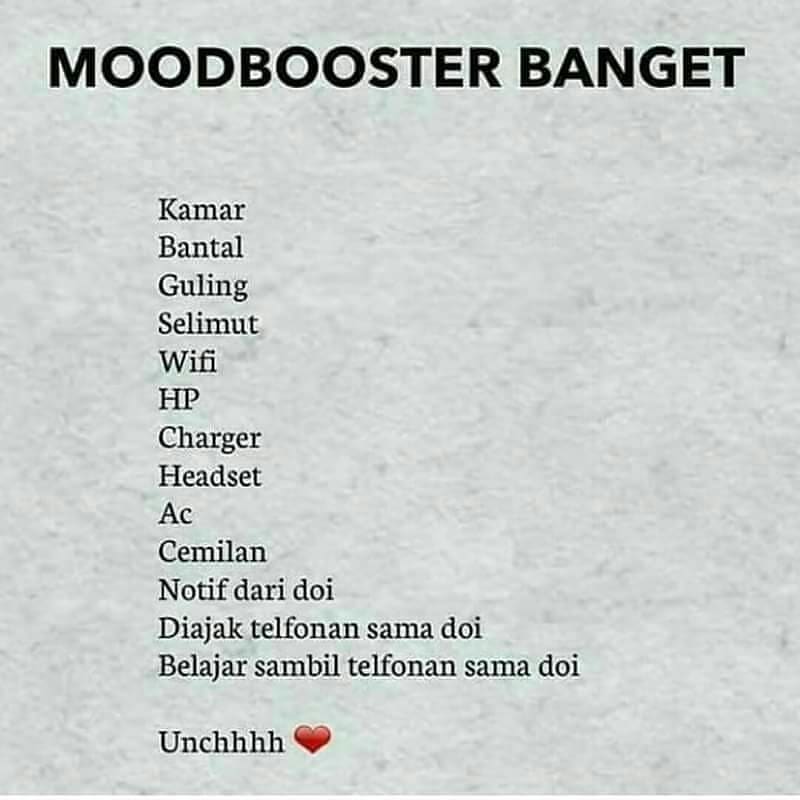 MOODBOOSTER BANGET
Kamar
Bantal
Guling
Selimut
Wifi
HP
Charger
Headset
Ac
Cemilan
Notif dari doi
Diajak telfonan sama doi
Belajar sambil telfonan sama doi
Unchhhh ❤